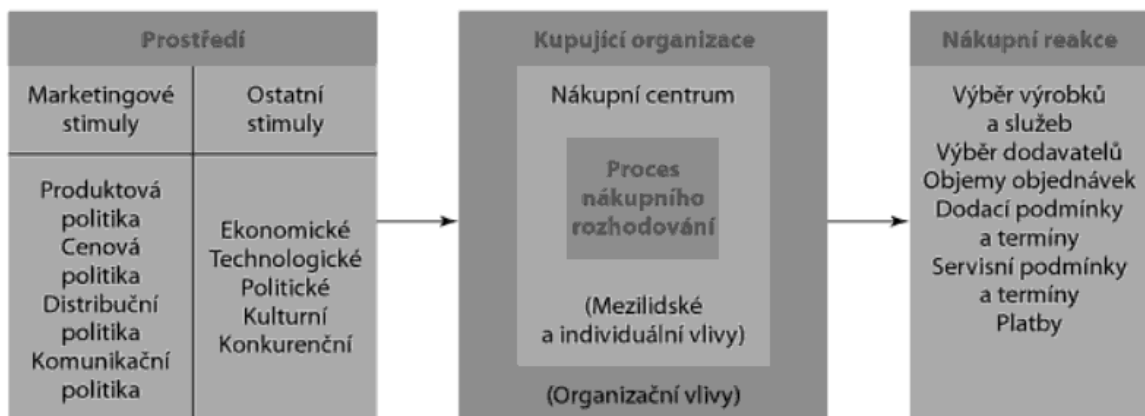 Prostředí
Marketingové
stimuly
Ostatní
stimuly
Produktová
politika
Cenová
politika
Distribuční
politika
Komunikační
politika
Ekonomické
Technologické
Politické
Kulturní
Konkurenční
Kupující organizace
Nákupní centrum
Proces
nákupního
rozhodování
(Mezilidské
a individuální vlivy)
(Organizační vlivy)
Nákupní reakce
Výběr výrobků
a služeb
Výběr dodavatelů
Objemy objednávek
Dodací podmínky
a termíny
Servisní podmínky
a termíny
Platby